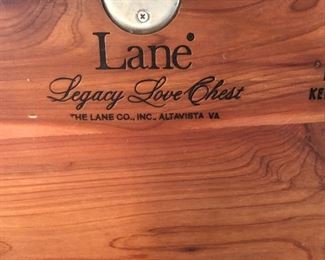 Lane
Legacy Love Chest
THE LANE CO., INC., ALTAVISTA VA